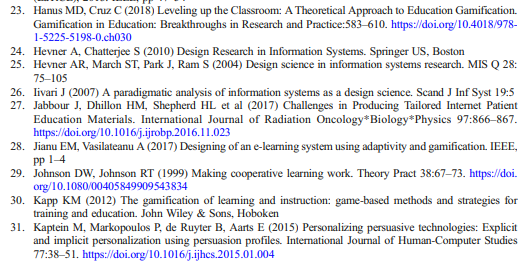 23. Hanus MD, Cruz C (2018) Leveling up the Classroom: A Theoretical Approach to Education Gamification.
Gamification in Education: Breakthroughs in Research and Practice:583–610. https://doi.org/10.4018/978-
1-5225-5198-0.ch030
24. Hevner A, Chatterjee S (2010) Design Research in Information Systems. Springer US, Boston
25. Hevner AR, March ST, Park J, Ram S (2004) Design science in information systems research. MIS Q 28:
75–105
26. Iivari J (2007) A paradigmatic analysis of information systems as a design science. Scand J Inf Syst 19:5
27. Jabbour J, Dhillon HM, Shepherd HL et al (2017) Challenges in Producing Tailored Internet Patient
Education Materials. International Journal of Radiation Oncology*Biology*Physics 97:866–867.
https://doi.org/10.1016/j.ijrobp.2016.11.023
28. Jianu EM, Vasilateanu A (2017) Designing of an e-learning system using adaptivity and gamification. IEEE,
pp 1–4
29. Johnson DW, Johnson RT (1999) Making cooperative learning work. Theory Pract 38:67–73. https://doi.
org/10.1080/00405849909543834
30. Kapp KM (2012) The gamification of learning and instruction: game-based methods and strategies for
training and education. John Wiley & Sons, Hoboken
31. Kaptein M, Markopoulos P, de Ruyter B, Aarts E (2015) Personalizing persuasive technologies: Explicit
and implicit personalization using persuasion profiles. International Journal of Human-Computer Studies
77:38–51. https://doi.org/10.1016/j.ijhcs.2015.01.004